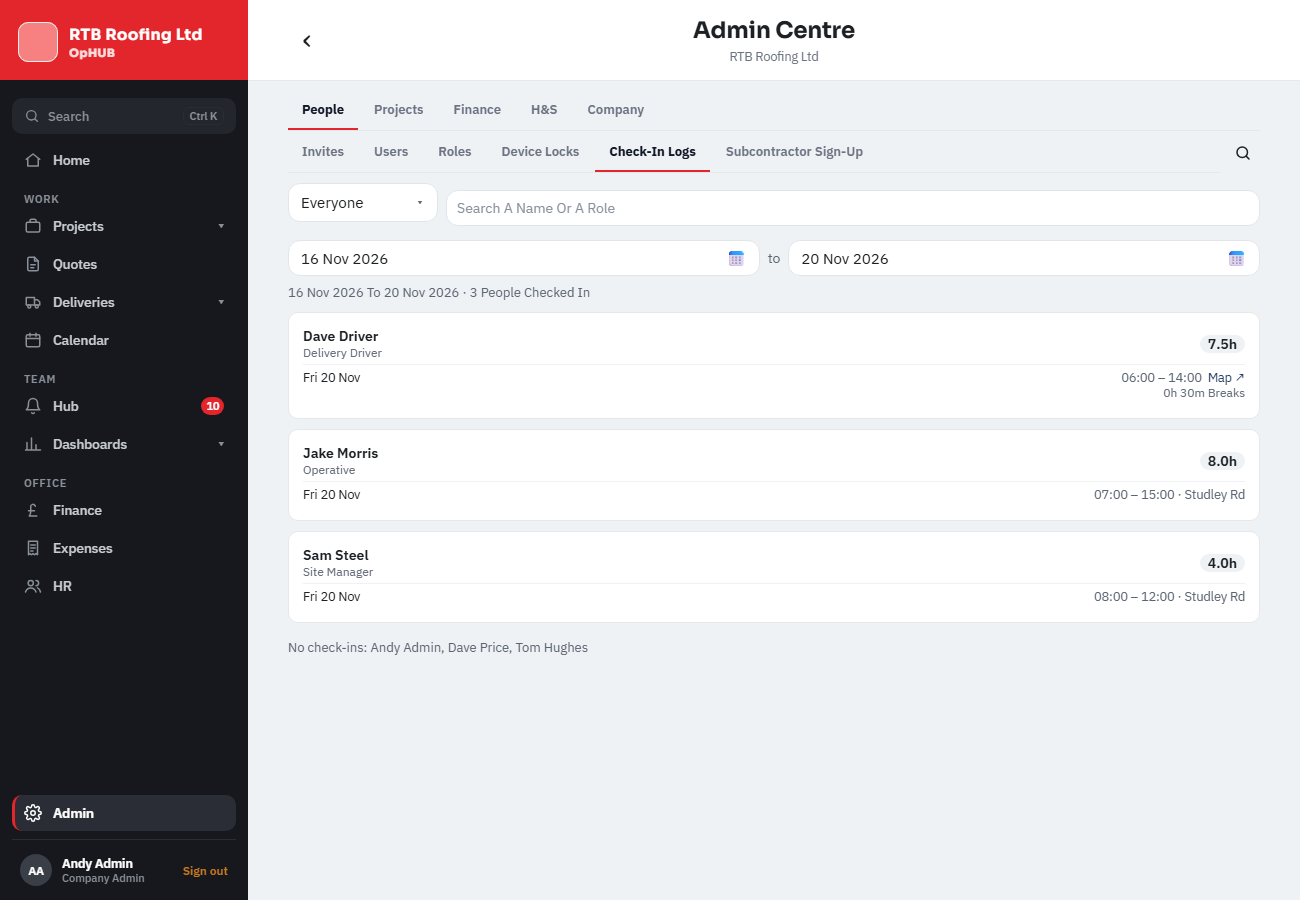 RTB Roofing Ltd
OpHUB
Search
Ctrl K
Home
WORK
Projects
Quotes
Deliveries
Calendar
TEAM
Hub
10
Dashboards
OFFICE
Finance
Expenses
HR
Admin
AA
Andy Admin
Company Admin
Sign out
Admin Centre
RTB Roofing Ltd
People Projects Finance H&S Company
Invites Users Roles Device Locks Check-In Logs Subcontractor Sign-Up
Everyone
Search A Name Or A Role
16 Nov 2026 to 20 Nov 2026
16 Nov 2026 To 20 Nov 2026 · 3 People Checked In
Dave Driver
Delivery Driver
7.5h
Fri 20 Nov
06:00 – 14:00 Map ↗
0h 30m Breaks
Jake Morris
Operative
8.0h
Fri 20 Nov
07:00 – 15:00 · Studley Rd
Sam Steel
Site Manager
4.0h
Fri 20 Nov
08:00 – 12:00 · Studley Rd
No check-ins: Andy Admin, Dave Price, Tom Hughes